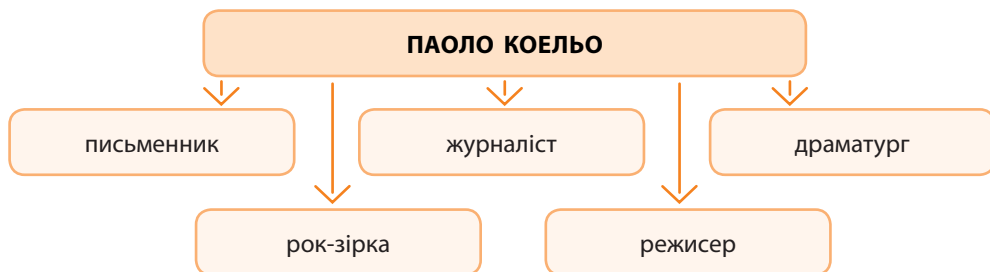 ПАОЛО КОЕЛЬО
письменник
журналіст
драматург
рок-зірка
режисер